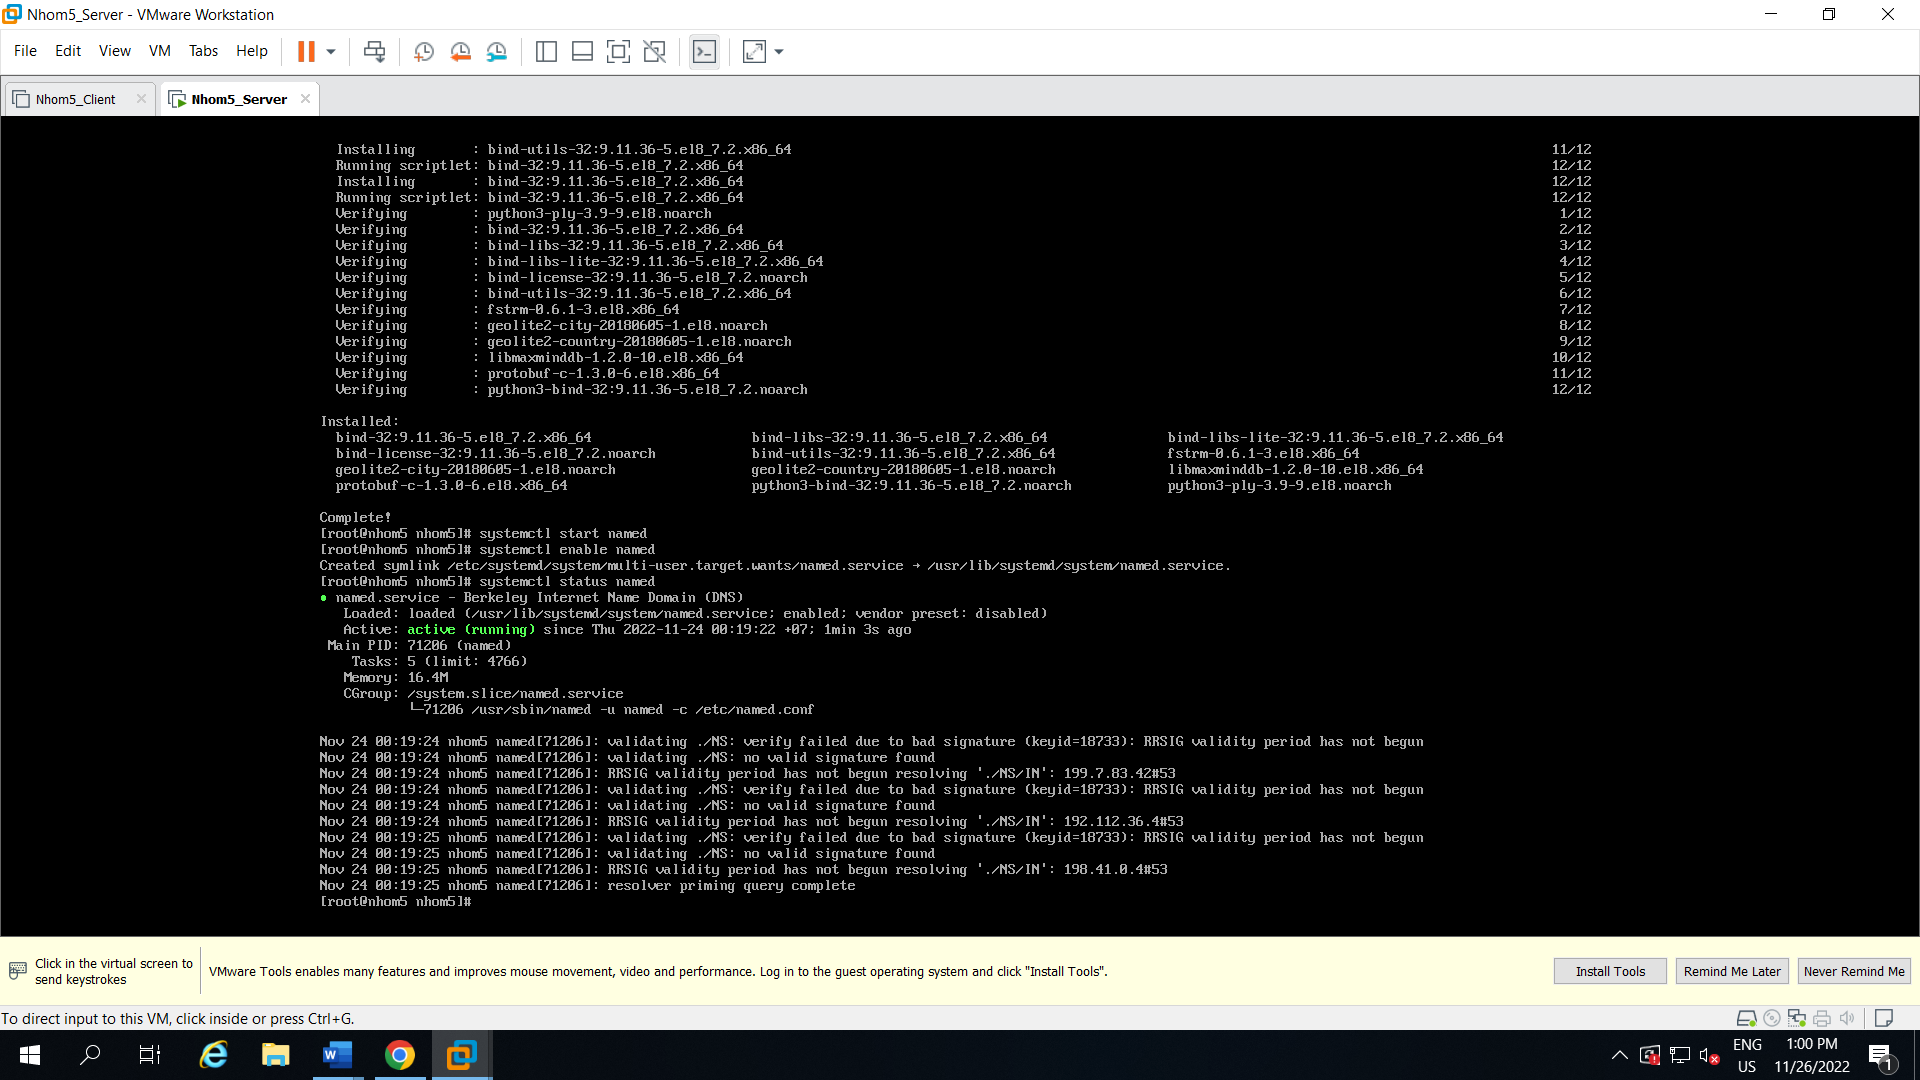 Nhom5_Server - VMware Workstation
File Edit View VM Tabs Help
Nhom5_Client
Nhom5_Server
Installing : bind-utils-32:9.11.36-5.el8_7.2.x86_64 11/12
Running scriptlet: bind-32:9.11.36-5.el8_7.2.x86_64 12/12
Installing : bind-32:9.11.36-5.el8_7.2.x86_64 12/12
Running scriptlet: bind-32:9.11.36-5.el8_7.2.x86_64 12/12
Verifying : python3-ply-3.9-9.el8.noarch 1/12
Verifying : bind-32:9.11.36-5.el8_7.2.x86_64 2/12
Verifying : bind-libs-32:9.11.36-5.el8_7.2.x86_64 3/12
Verifying : bind-libs-lite-32:9.11.36-5.el8_7.2.x86_64 4/12
Verifying : bind-license-32:9.11.36-5.el8_7.2.noarch 5/12
Verifying : bind-utils-32:9.11.36-5.el8_7.2.x86_64 6/12
Verifying : fstrm-0.6.1-3.el8.x86_64 7/12
Verifying : geolite2-city-20180605-1.el8.noarch 8/12
Verifying : geolite2-country-20180605-1.el8.noarch 9/12
Verifying : libmaxminddb-1.2.0-10.el8.x86_64 10/12
Verifying : protobuf-c-1.3.0-6.el8.x86_64 11/12
Verifying : python3-bind-32:9.11.36-5.el8_7.2.noarch 12/12
Installed:
bind-32:9.11.36-5.el8_7.2.x86_64 bind-libs-32:9.11.36-5.el8_7.2.x86_64 bind-libs-lite-32:9.11.36-5.el8_7.2.x86_64
bind-license-32:9.11.36-5.el8_7.2.noarch bind-utils-32:9.11.36-5.el8_7.2.x86_64 fstrm-0.6.1-3.el8.x86_64
geolite2-city-20180605-1.el8.noarch geolite2-country-20180605-1.el8.noarch libmaxminddb-1.2.0-10.el8.x86_64
protobuf-c-1.3.0-6.el8.x86_64 python3-bind-32:9.11.36-5.el8_7.2.noarch python3-ply-3.9-9.el8.noarch
Complete!
[root@nhom5 nhom5]# systemctl start named
[root@nhom5 nhom5]# systemctl enable named
Created symlink /etc/systemd/system/multi-user.target.wants/named.service → /usr/lib/systemd/system/named.service.
[root@nhom5 nhom5]# systemctl status named
● named.service - Berkeley Internet Name Domain (DNS)
Loaded: loaded (/usr/lib/systemd/system/named.service; enabled; vendor preset: disabled)
Active: active (running) since Thu 2022-11-24 00:19:22 +07; 1min 3s ago
Main PID: 71206 (named)
Tasks: 5 (limit: 4766)
Memory: 16.4M
CGroup: /system.slice/named.service
└─71206 /usr/sbin/named -u named -c /etc/named.conf
Nov 24 00:19:24 nhom5 named[71206]: validating ./NS: verify failed due to bad signature (keyid=18733): RRSIG validity period has not begun
Nov 24 00:19:24 nhom5 named[71206]: validating ./NS: no valid signature found
Nov 24 00:19:24 nhom5 named[71206]: RRSIG validity period has not begun resolving './NS/IN': 199.7.83.42#53
Nov 24 00:19:24 nhom5 named[71206]: validating ./NS: verify failed due to bad signature (keyid=18733): RRSIG validity period has not begun
Nov 24 00:19:24 nhom5 named[71206]: validating ./NS: no valid signature found
Nov 24 00:19:24 nhom5 named[71206]: RRSIG validity period has not begun resolving './NS/IN': 192.112.36.4#53
Nov 24 00:19:25 nhom5 named[71206]: validating ./NS: verify failed due to bad signature (keyid=18733): RRSIG validity period has not begun
Nov 24 00:19:25 nhom5 named[71206]: validating ./NS: no valid signature found
Nov 24 00:19:25 nhom5 named[71206]: RRSIG validity period has not begun resolving './NS/IN': 198.41.0.4#53
Nov 24 00:19:25 nhom5 named[71206]: resolver priming query complete
[root@nhom5 nhom5]#
Click in the virtual screen to
send keystrokes
VMware Tools enables many features and improves mouse movement, video and performance. Log in to the guest operating system and click "Install Tools".
Install Tools Remind Me Later Never Remind Me
To direct input to this VM, click inside or press Ctrl+G.
ENG
US
1:00 PM
11/26/2022
1